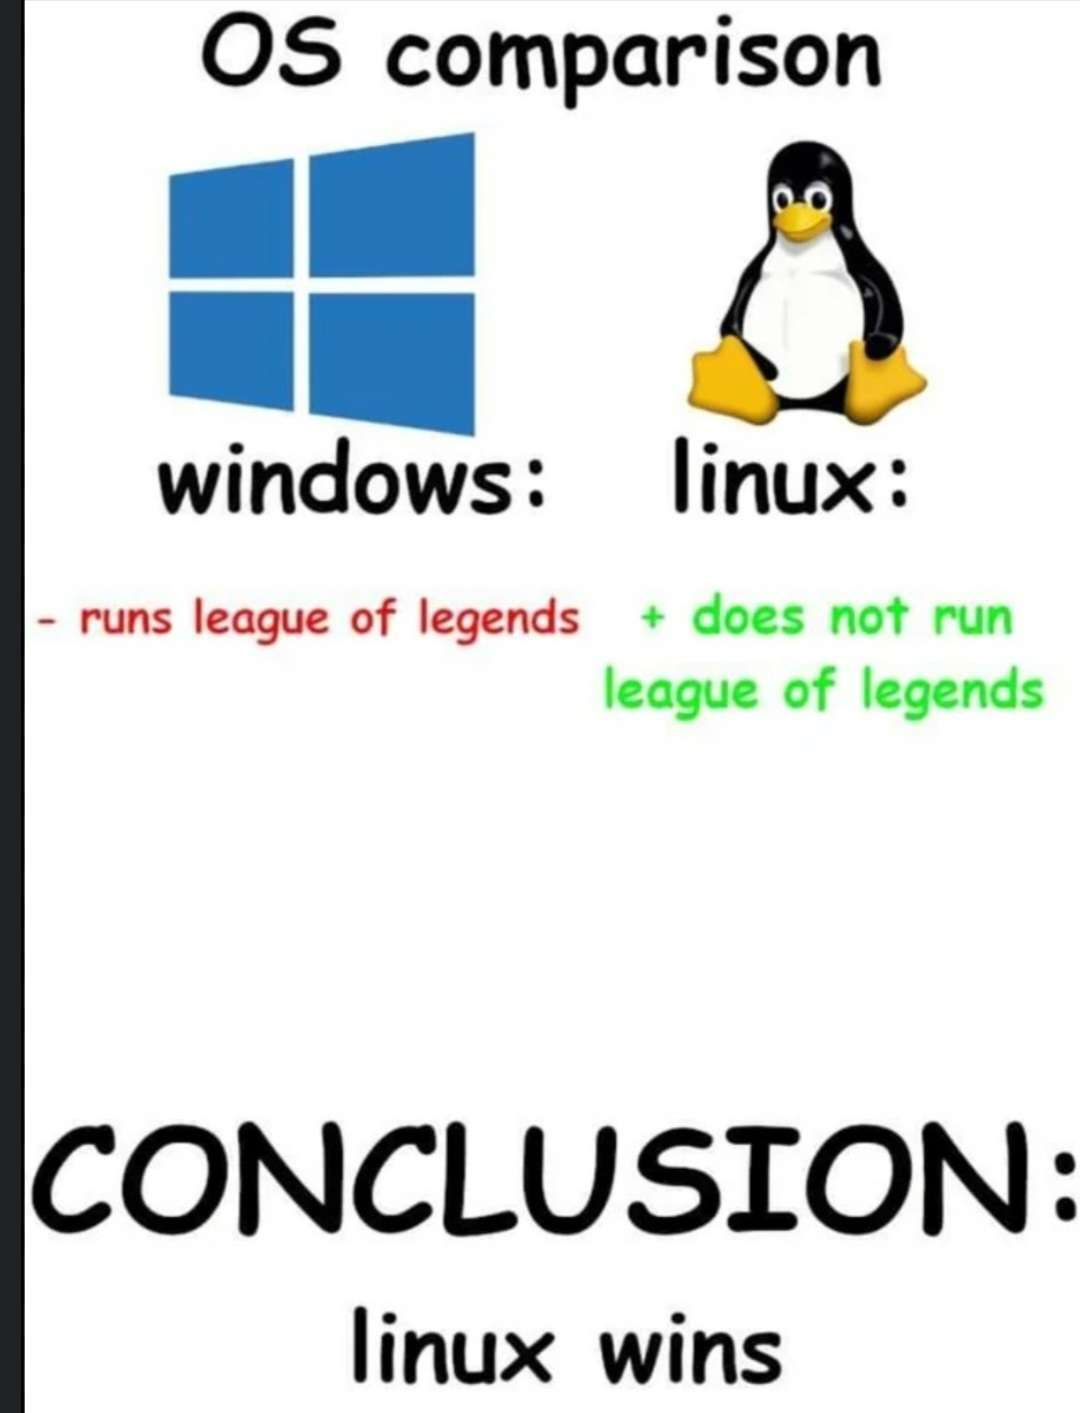 OS comparison
windows: linux:
- runs league of legends + does not run
league of legends
CONCLUSION:
linux wins